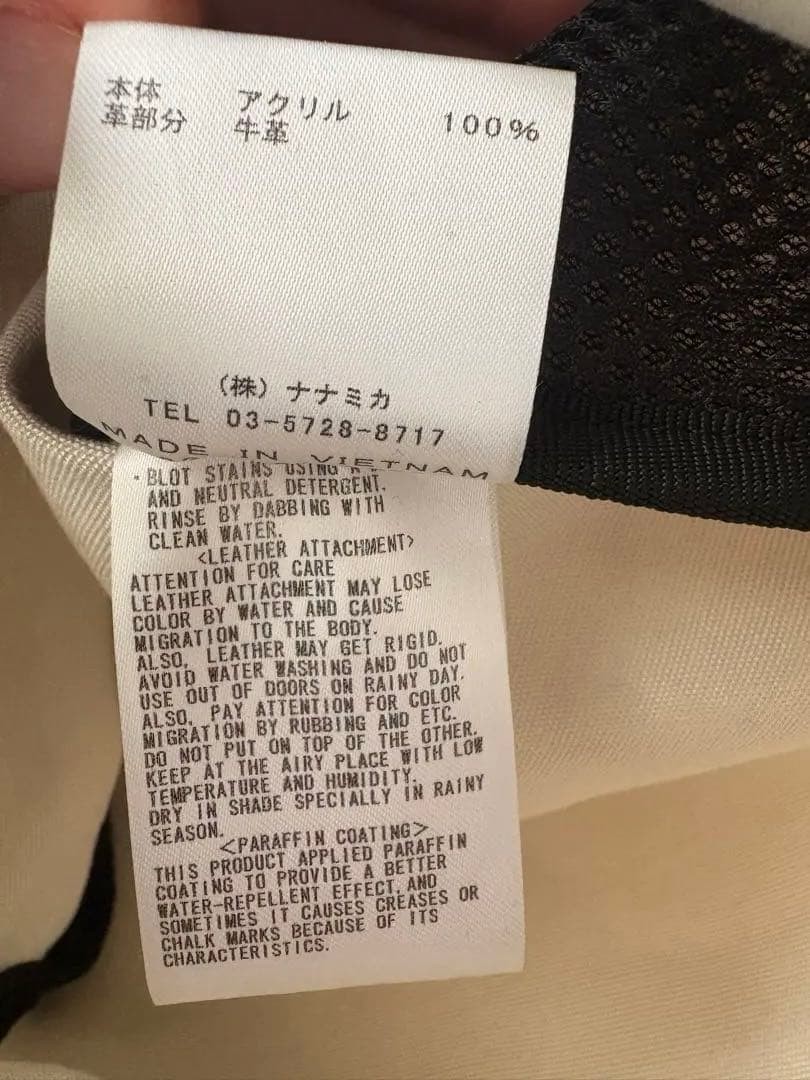 本体 アクリル 100%
革部分 牛革
(株) ナナミカ
TEL 03-5728-8717
MADE IN VIETNAM
・BLOT STAINS USING
AND NEUTRAL DETERGENT.
RINSE BY DABBING WITH
CLEAN WATER.
<LEATHER ATTACHMENT>
ATTENTION FOR CARE
LEATHER ATTACHMENT MAY LOSE
COLOR BY WATER AND CAUSE
MIGRATION TO THE BODY.
ALSO, LEATHER MAY GET RIGID.
AVOID WATER WASHING AND DO NOT
USE OUT OF DOORS ON RAINY DAY.
ALSO, PAY ATTENTION FOR COLOR
MIGRATION BY RUBBING AND ETC.
DO NOT PUT ON TOP OF THE OTHER.
KEEP AT THE AIRY PLACE WITH LOW
TEMPERATURE AND HUMIDITY.
DRY IN SHADE SPECIALLY IN RAINY
SEASON.
<PARAFFIN COATING>
THIS PRODUCT APPLIED PARAFFIN
COATING TO PROVIDE A BETTER
WATER-REPELLENT EFFECT, AND
SOMETIMES IT CAUSES CREASES OR
CHALK MARKS BECAUSE OF ITS
CHARACTERISTICS.